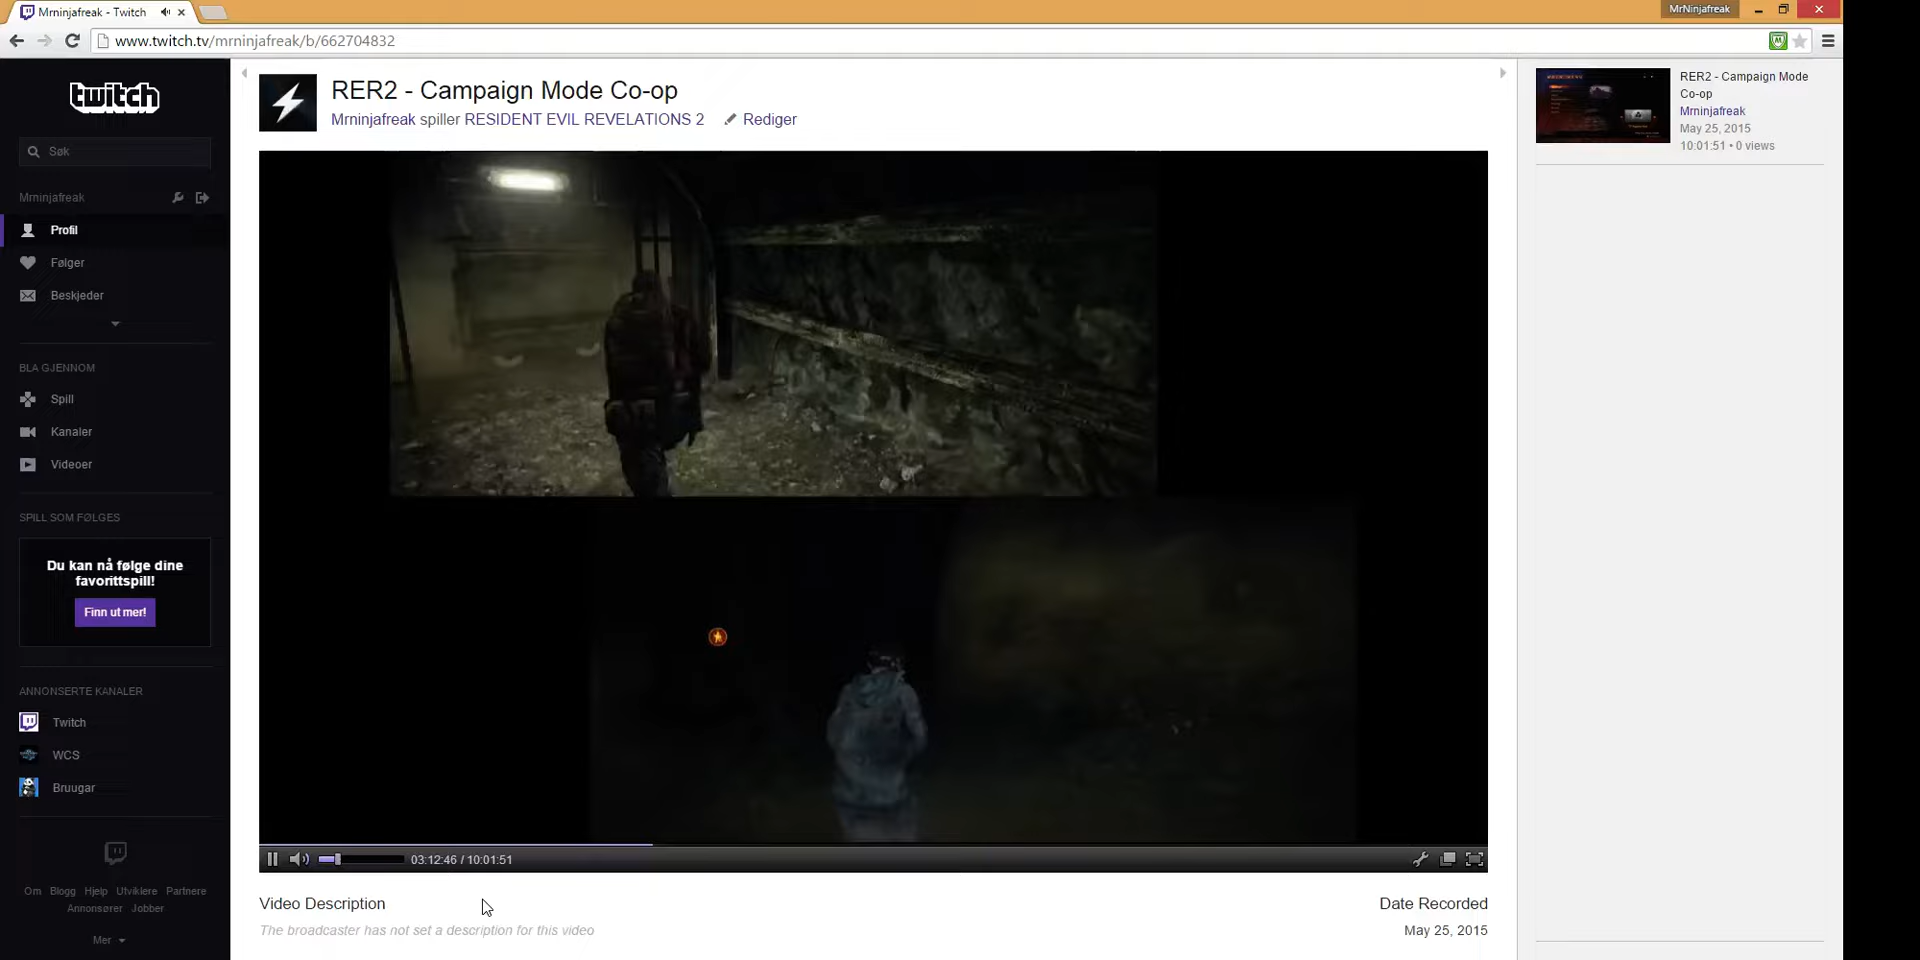 Mrninjafreak - Twitch
MrNinjafreak
www.twitch.tv/mrninjafreak/b/662704832
twitch
Søk
Mrninjafreak
Profil
Følger
Beskjeder
BLA GJENNOM
Spill
Kanaler
Videoer
SPILL SOM FØLGES
Du kan nå følge dine
favorittspill!
Finn ut mer!
ANNONSERTE KANALER
Twitch
WCS
Bruugar
Om Blogg Hjelp Utviklere Partnere
Annonsører Jobber
Mer
RER2 - Campaign Mode Co-op
Mrninjafreak spiller RESIDENT EVIL REVELATIONS 2 Rediger
03:12:46 / 10:01:51
Video Description
The broadcaster has not set a description for this video
Date Recorded
May 25, 2015
RER2 - Campaign Mode
Co-op
Mrninjafreak
May 25, 2015
10:01:51 • 0 views